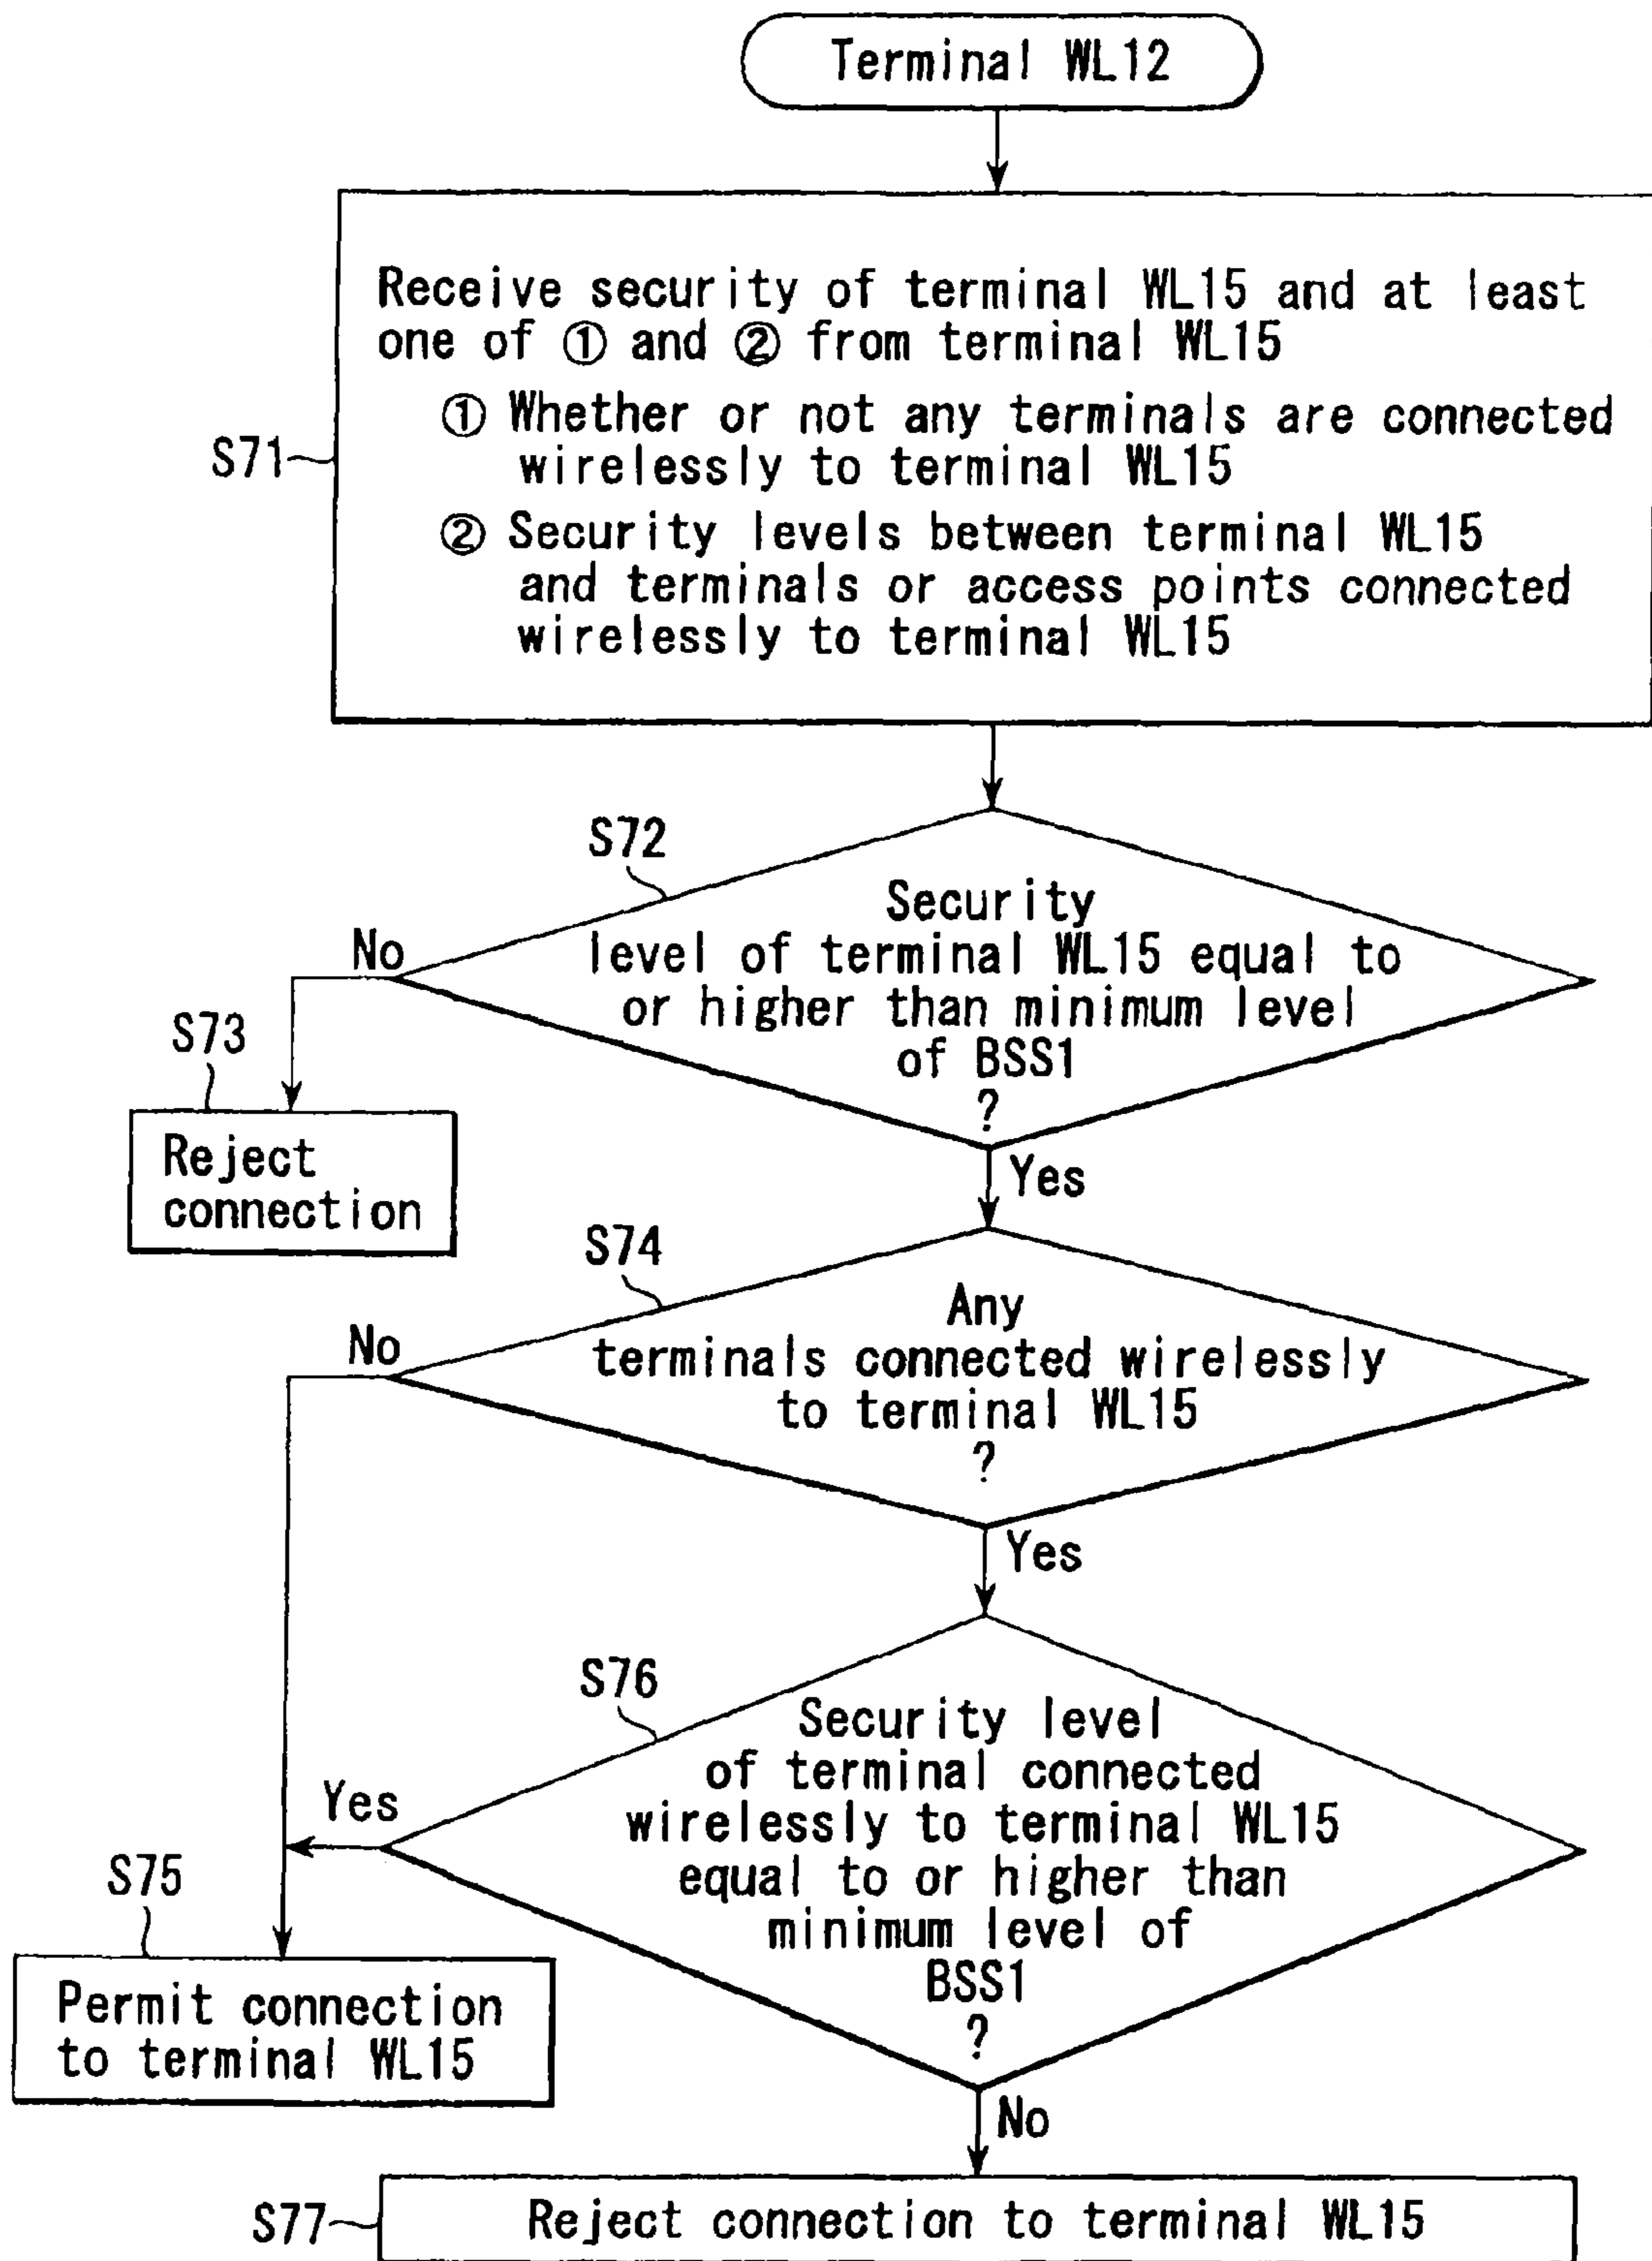 Terminal WL12
Receive security of terminal WL15 and at least
one of ① and ② from terminal WL15
① Whether or not any terminals are connected
wirelessly to terminal WL15
S71
② Security levels between terminal WL15
and terminals or access points connected
wirelessly to terminal WL15
S72
Security
level of terminal WL15 equal to
or higher than minimum level
of BSS1
?
No
S73
Reject
connection
Yes
S74
Any
terminals connected wirelessly
to terminal WL15
?
No
Yes
S76
Security level
of terminal connected
wirelessly to terminal WL15
equal to or higher than
minimum level of
BSS1
?
Yes
S75
Permit connection
to terminal WL15
No
S77
Reject connection to terminal WL15